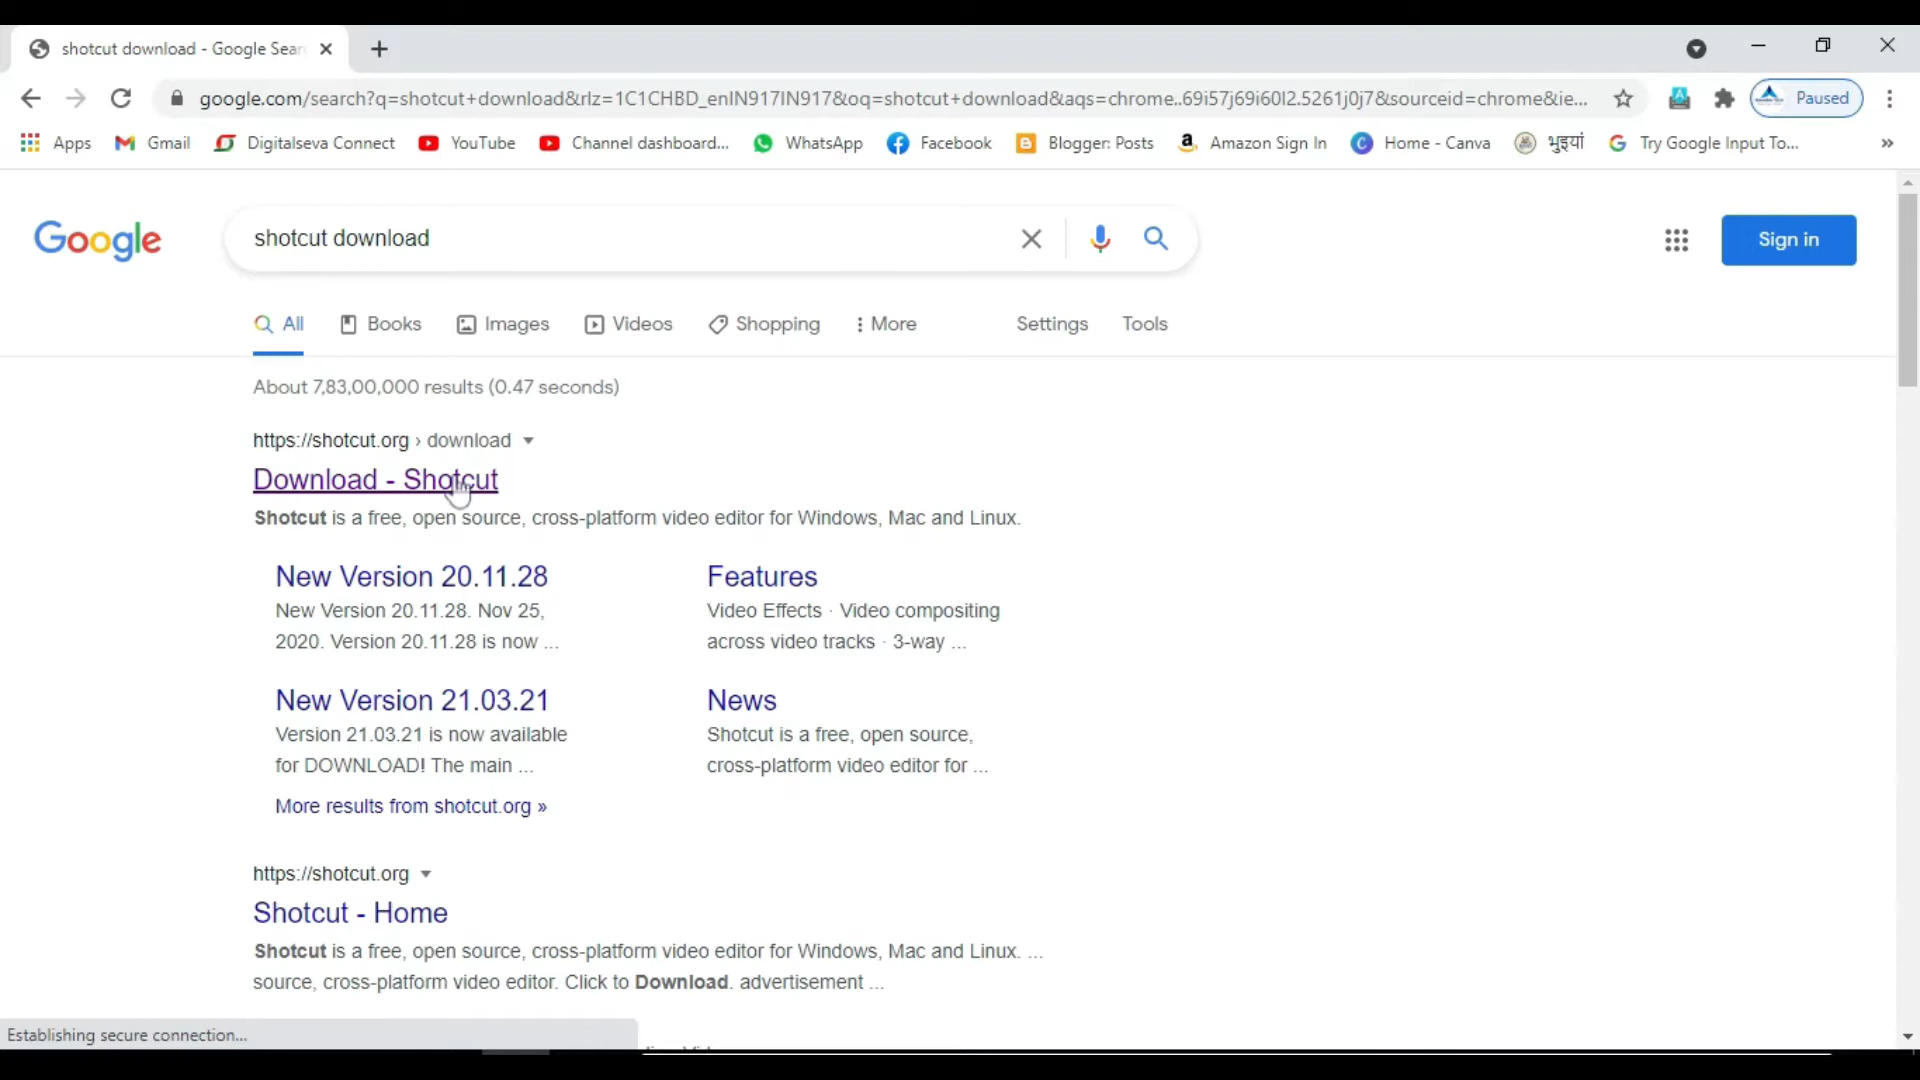 shotcut download - Google Sear
google.com/search?q=shotcut+download&rlz=1C1CHBD_enIN917IN917&oq=shotcut+download&aqs=chrome..69i57j69i60l2.5261j0j7&sourceid=chrome&ie...
Paused
Apps Gmail Digitalseva Connect YouTube Channel dashboard... WhatsApp Facebook Blogger: Posts Amazon Sign In Home - Canva भुइयां Try Google Input To... »
Google
shotcut download
Sign in
All Books Images Videos Shopping More Settings Tools
About 7,83,00,000 results (0.47 seconds)
https://shotcut.org › download
Download - Shotcut
Shotcut is a free, open source, cross-platform video editor for Windows, Mac and Linux.
New Version 20.11.28
New Version 20.11.28. Nov 25,
2020. Version 20.11.28 is now ...
Features
Video Effects · Video compositing
across video tracks · 3-way ...
New Version 21.03.21
Version 21.03.21 is now available
for DOWNLOAD! The main ...
News
Shotcut is a free, open source,
cross-platform video editor for ...
More results from shotcut.org »
https://shotcut.org
Shotcut - Home
Shotcut is a free, open source, cross-platform video editor for Windows, Mac and Linux. ...
source, cross-platform video editor. Click to Download. advertisement ...
Establishing secure connection...